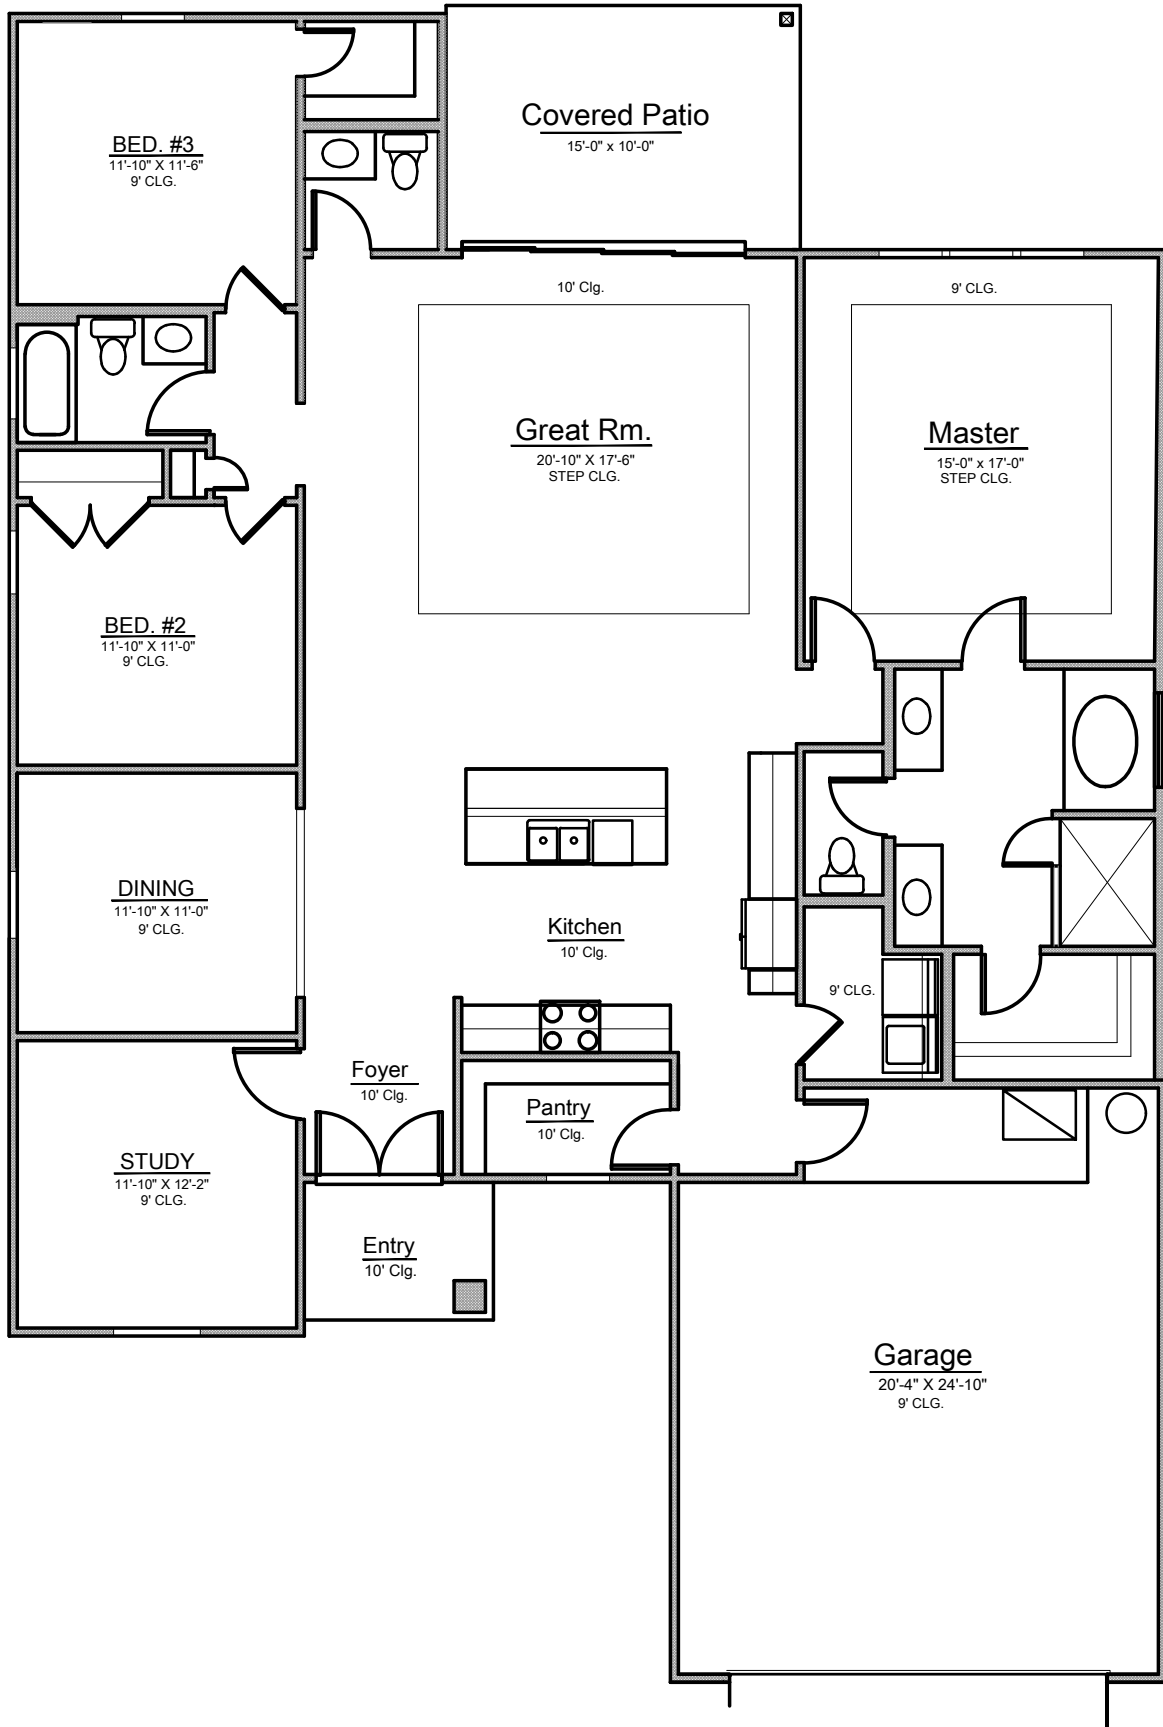 Covered Patio
15'-0" x 10'-0"
BED. #3
11'-10" X 11'-6"
9' CLG.
10' Clg.
9' CLG.
Great Rm.
20'-10" X 17'-6"
STEP CLG.
Master
15'-0" x 17'-0"
STEP CLG.
BED. #2
11'-10" X 11'-0"
9' CLG.
DINING
11'-10" X 11'-0"
9' CLG.
Kitchen
10' Clg.
9' CLG.
Foyer
10' Clg.
Pantry
10' Clg.
STUDY
11'-10" X 12'-2"
9' CLG.
Entry
10' Clg.
Garage
20'-4" X 24'-10"
9' CLG.